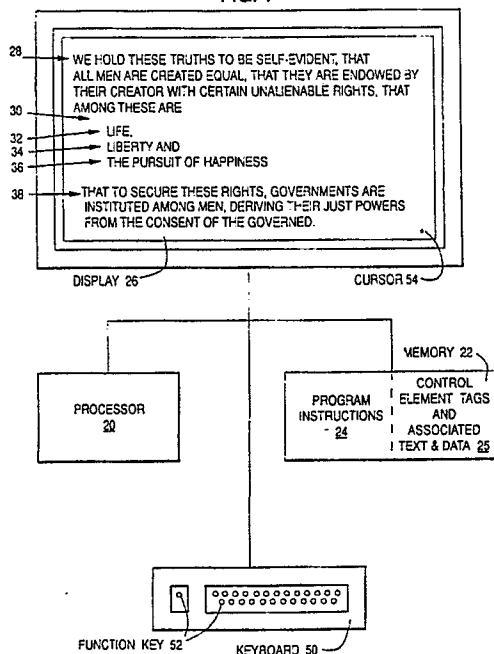 28
WE HOLD THESE TRUTHS TO BE SELF-EVIDENT, THAT
ALL MEN ARE CREATED EQUAL, THAT THEY ARE ENDOWED BY
THEIR CREATOR WITH CERTAIN UNALIENABLE RIGHTS, THAT
AMONG THESE ARE
30
32
LIFE,
34
LIBERTY AND
36
THE PURSUIT OF HAPPINESS
38
THAT TO SECURE THESE RIGHTS, GOVERNMENTS ARE
INSTITUTED AMONG MEN, DERIVING THEIR JUST POWERS
FROM THE CONSENT OF THE GOVERNED.
DISPLAY 26
CURSOR 54
MEMORY 22
PROCESSOR
20
PROGRAM
INSTRUCTIONS
24
CONTROL
ELEMENT TAGS
AND
ASSOCIATED
TEXT & DATA 25
FUNCTION KEY 52
KEYBOARD 50